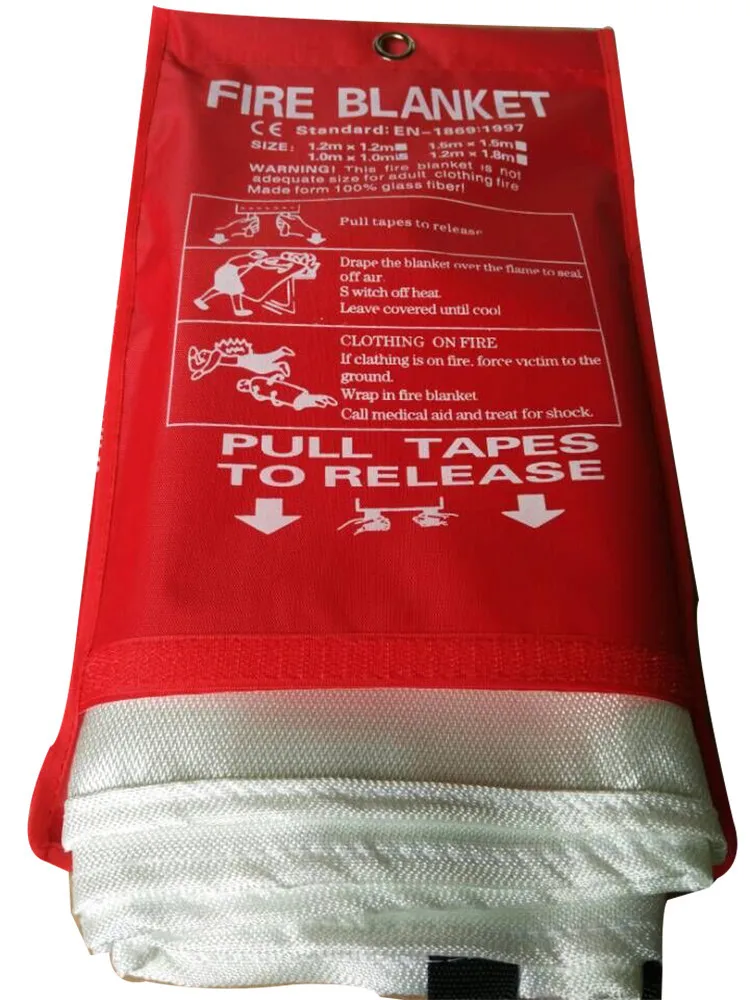 FIRE BLANKET
CE Standard: EN-1869:1997
SIZE: 1.2m × 1.2m 1.5m × 1.5m
1.0m × 1.0m 1.2m × 1.8m
WARNING! This fire blanket is not
adequate size for adult clothing fire
Made form 100% glass fiber!
Pull tapes to release
Drape the blanket over the flame to seal
off air.
S witch off heat.
Leave covered until cool
CLOTHING ON FIRE
If clathing is on fire, force victim to the
ground.
Wrap in fire blanket
Call medical aid and treat for shock.
PULL TAPES
TO RELEASE